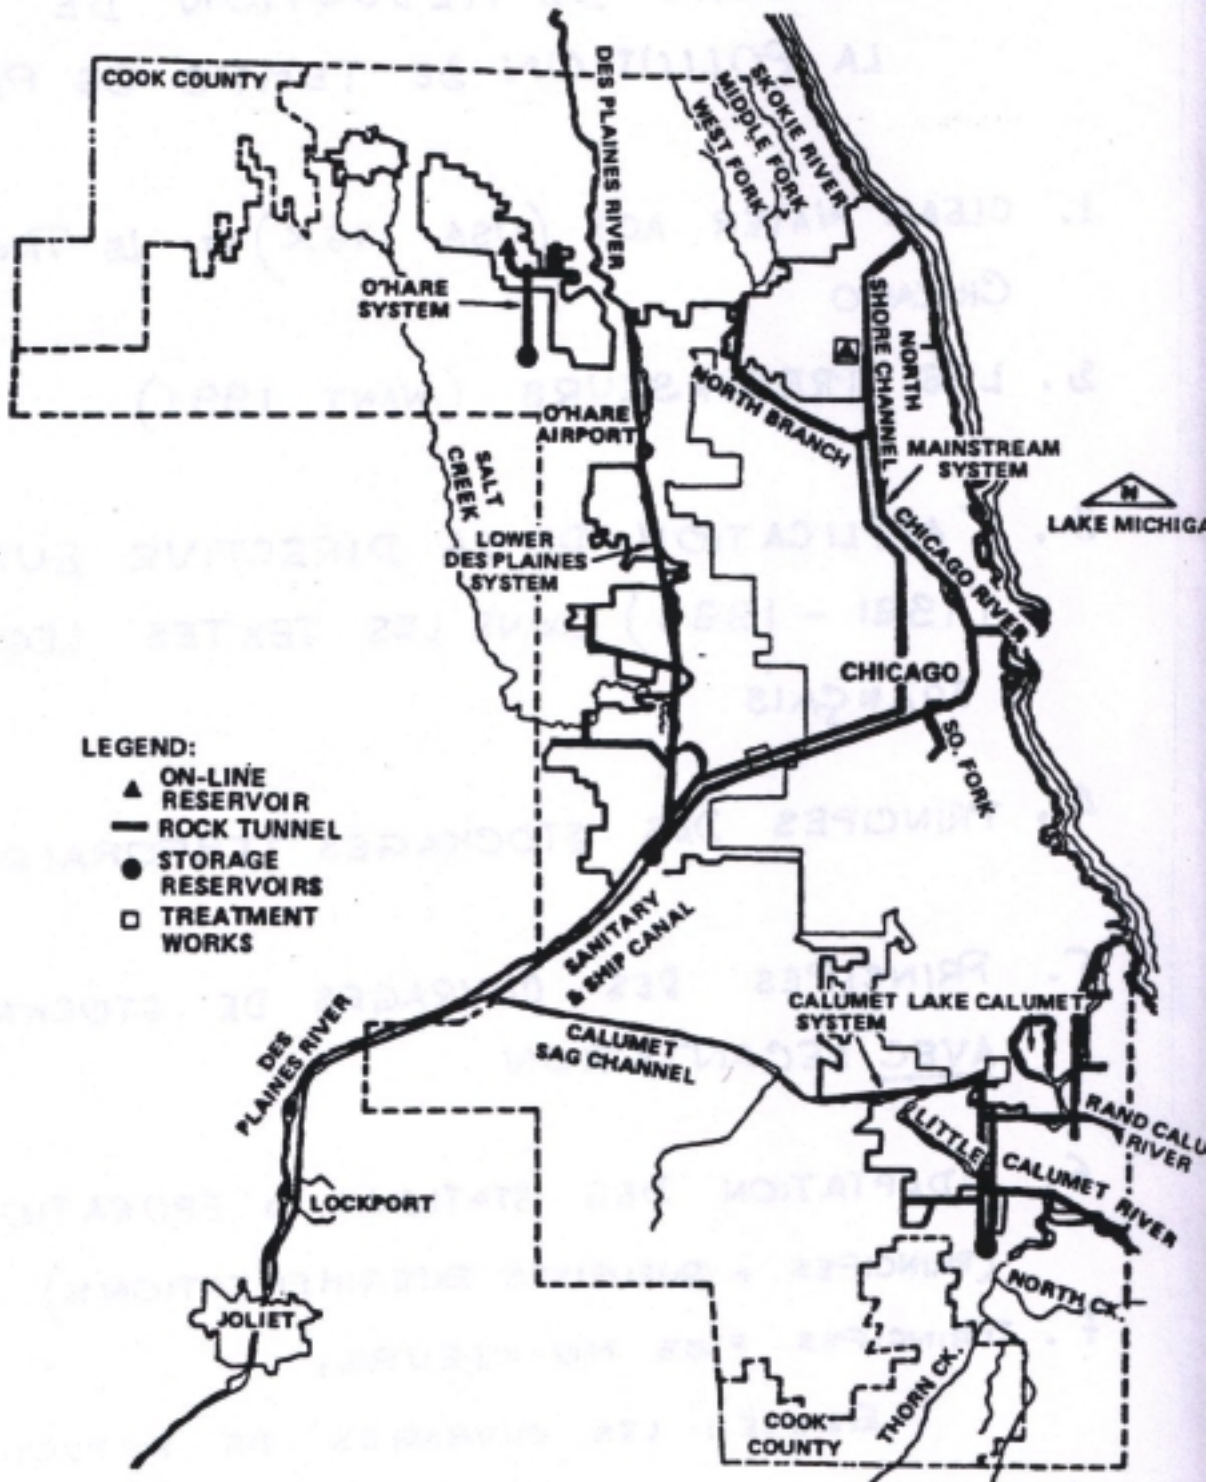 COOK COUNTY
DES PLAINES RIVER
SKOKIE RIVER
MIDDLE FORK
WEST FORK
O'HARE
SYSTEM
NORTH
SHORE CHANNEL
NORTH BRANCH
O'HARE
AIRPORT
MAINSTREAM
SYSTEM
SALT
CREEK
N
LAKE MICHIGA
LOWER
DES PLAINES
SYSTEM
CHICAGO RIVER
CHICAGO
SO. FORK
LEGEND:
ON-LINE
RESERVOIR
ROCK TUNNEL
STORAGE
RESERVOIRS
TREATMENT
WORKS
SANITARY
& SHIP CANAL
CALUMET
SYSTEM
LAKE CALUMET
DES
PLAINES RIVER
CALUMET
SAG CHANNEL
RAND CALU
RIVER
LITTLE
CALUMET RIVER
LOCKPORT
NORTH CK.
JOLIET
THORN CK.
COOK
COUNTY